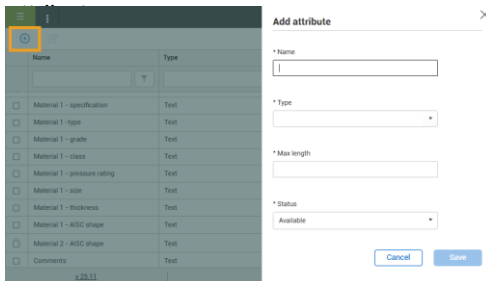 Name Type
Material 1 - specification Text
Material 1 -type Text
Material 1 - grade Text
Material 1 - class Text
Material 1 - pressure rating Text
Material 1 - size Text
Material 1 - thickness Text
Material 1 - AISC shape Text
Material 2 - AISC shape Text
Comments Text
v.25.11
Add attribute
* Name
* Type
* Max length
* Status
Available
Cancel Save